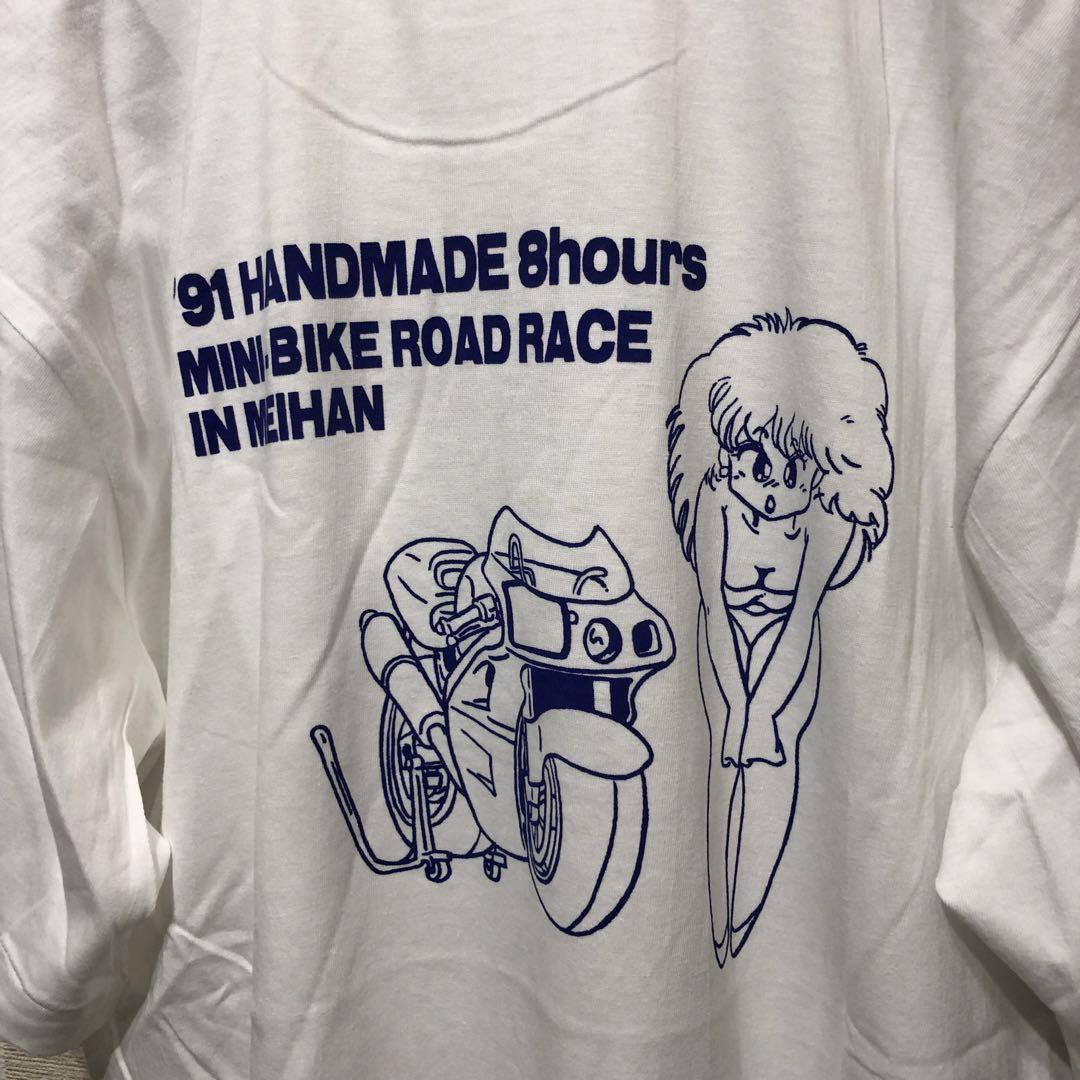 '91 HANDMADE 8hours
MINI-BIKE ROAD RACE
IN MEIHAN